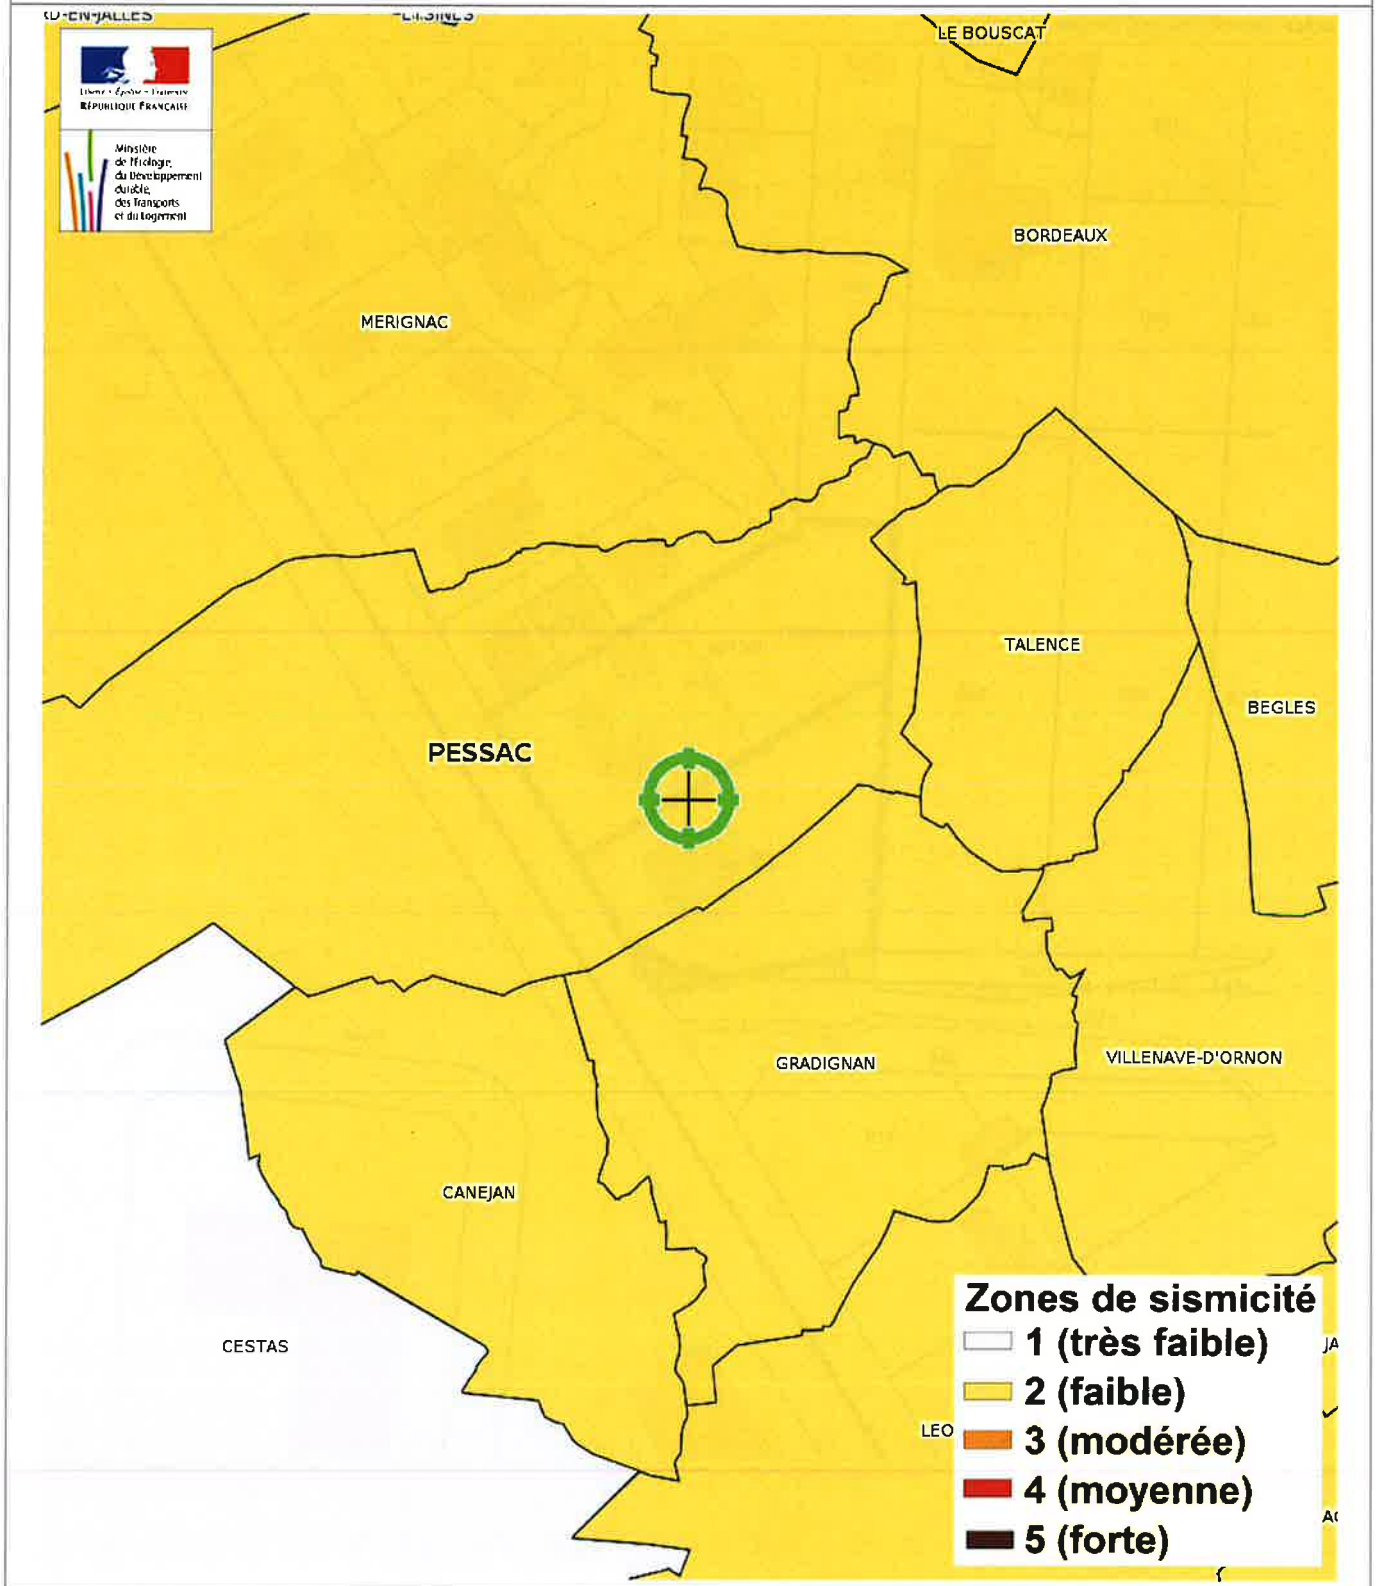 LE BOUSCAT
RÉPUBLIQUE FRANÇAISE
Ministère
de l'Écologie,
du Développement
durable,
des Transports
et du Logement
BORDEAUX
MERIGNAC
TALENCE
BEGLES
PESSAC
GRADIGNAN
VILLENAVE-D'ORNON
CANEJAN
CESTAS
LEO
Zones de sismicité
1 (très faible)
2 (faible)
3 (modérée)
4 (moyenne)
5 (forte)